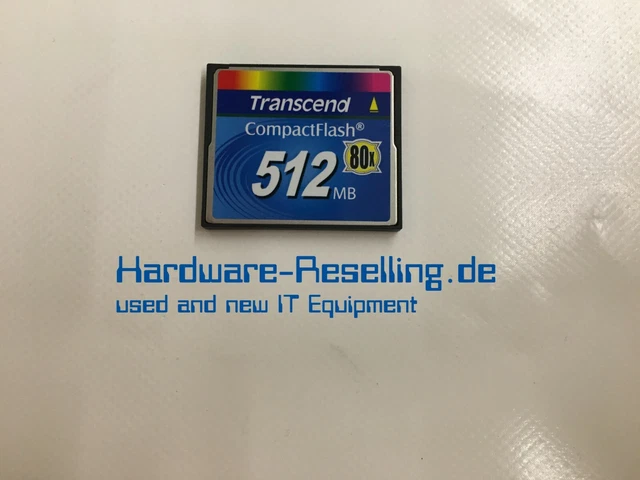 Transcend
CompactFlash®
80x
512 MB
Hardware-Reselling.de
used and new IT Equipment